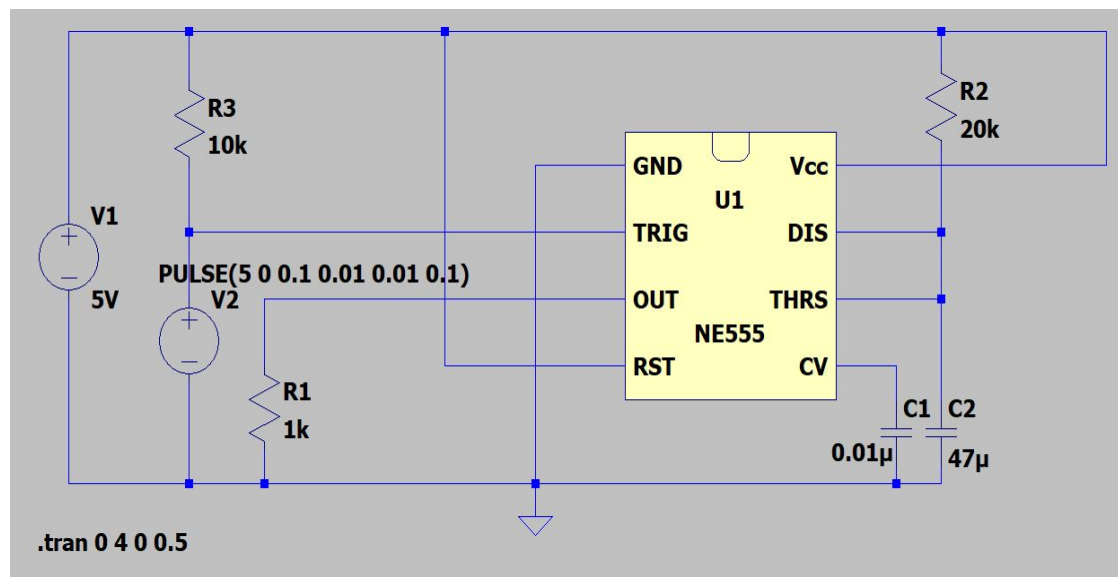 R3
10k
V1
5V
PULSE(5 0 0.1 0.01 0.01 0.1)
V2
R1
1k
GND
Vcc
U1
TRIG
DIS
OUT
THRS
NE555
RST
CV
R2
20k
C1
0.01µ
C2
47µ
.tran 0 4 0 0.5